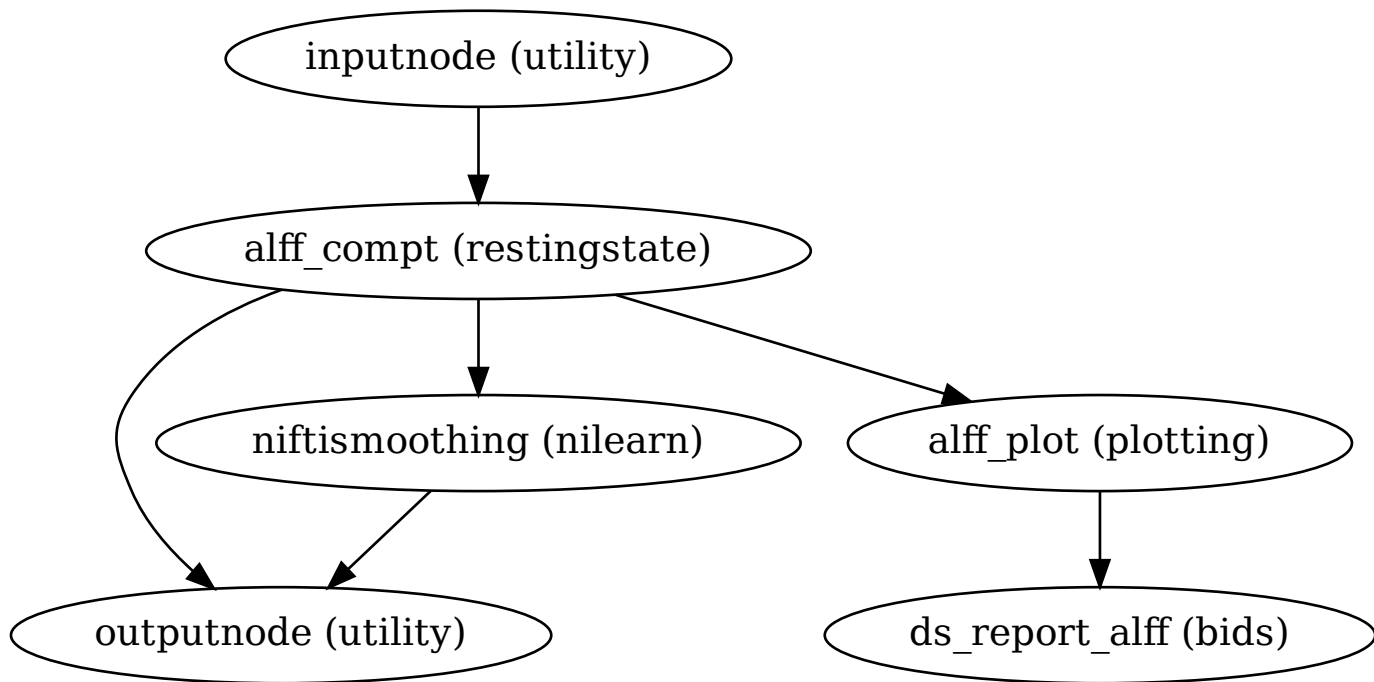 inputnode (utility)
alff_compt (restingstate)
niftismoothing (nilearn)
alff_plot (plotting)
outputnode (utility)
ds_report_alff (bids)